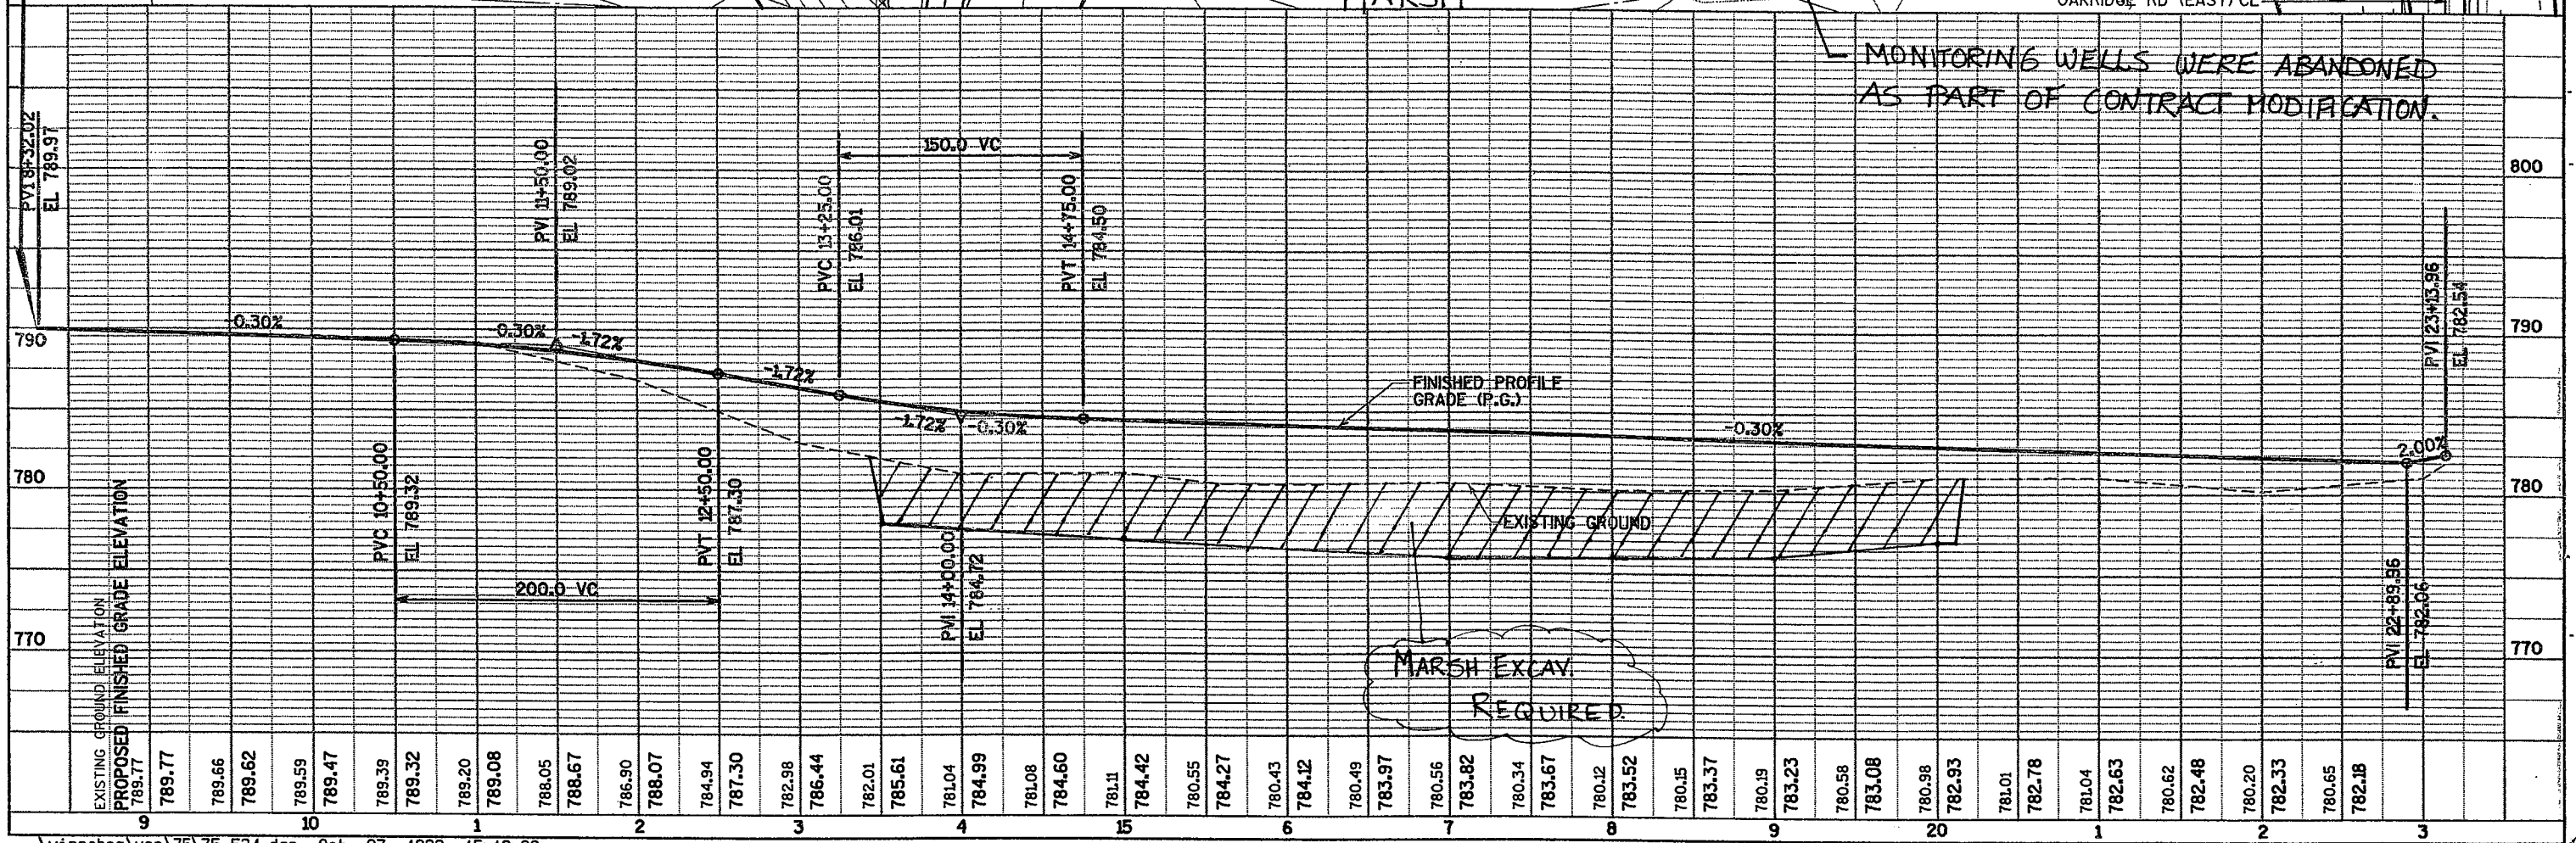 MARSH
OAKRIDGE RD (EAST) CL
MONITORING WELLS WERE ABANDONED
AS PART OF CONTRACT MODIFICATION.
PVI 8+32.02
EL 789.97
PVI 11+50.00
EL 789.02
150.0 VC
PVC 13+25.00
EL 786.01
PVT 14+75.00
EL 784.50
800
790
-0.30%
-0.30%
-1.72%
-1.72%
-1.72%
-0.30%
FINISHED PROFILE
GRADE (P.G.)
-0.30%
PVI 23+13.96
EL 782.54
2.00%
790
780
770
PVC 10+50.00
EL 789.32
PVT 12+50.00
EL 787.30
200.0 VC
PVI 14+00.00
EL 784.72
EXISTING GROUND
MARSH EXCAV.
REQUIRED.
PVI 22+89.96
EL 782.06
780
770
EXISTING GROUND ELEVATION
PROPOSED FINISHED GRADE ELEVATION
789.77
789.77
789.66
789.62
789.59
789.47
789.39
789.32
789.20
789.08
788.05
788.67
786.90
788.07
784.94
787.30
782.98
786.44
782.01
785.61
781.04
784.99
781.08
784.60
781.11
784.42
780.55
784.27
780.43
784.12
780.49
783.97
780.56
783.82
780.34
783.67
780.12
783.52
780.15
783.37
780.19
783.23
780.58
783.08
780.98
782.93
781.01
782.78
781.04
782.63
780.62
782.48
780.20
782.33
780.65
782.18
9 10 1 2 3 4 15 6 7 8 9 20 1 2 3